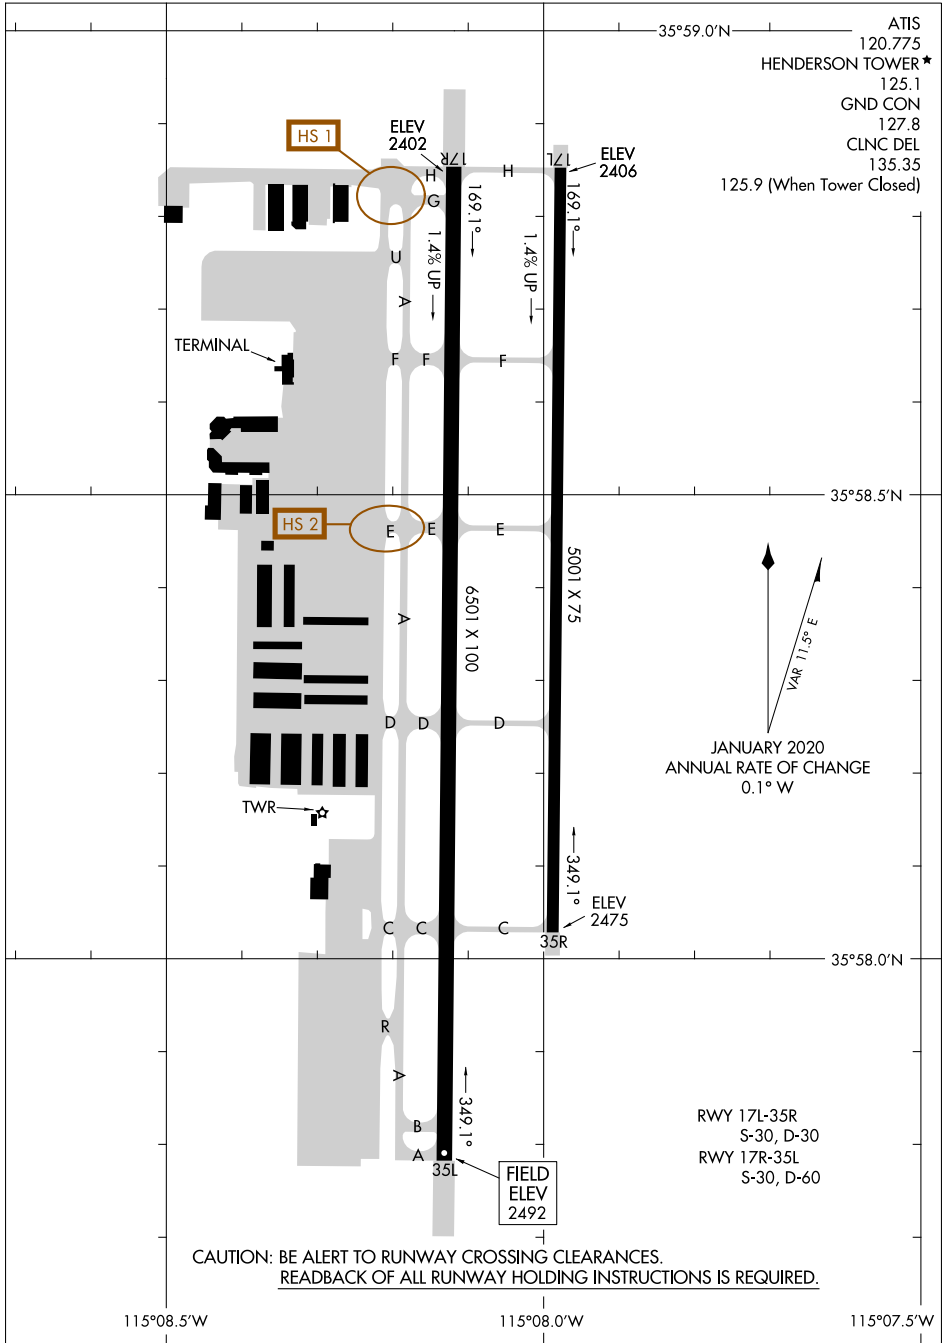 35°59.0'N
ATIS
120.775
HENDERSON TOWER★
125.1
GND CON
127.8
CLNC DEL
135.35
125.9 (When Tower Closed)
HS 1
ELEV
2402
ELEV
2406
17R
17L
H
H
G
169.1°
169.1°
1.4% UP
1.4% UP
U
A
TERMINAL
F
F
F
35°58.5'N
HS 2
E
E
E
5001 X 75
6501 X 100
A
VAR 11.5° E
D
D
D
JANUARY 2020
ANNUAL RATE OF CHANGE
0.1° W
TWR
349.1°
ELEV
2475
C
C
C
35R
35°58.0'N
R
A
349.1°
B
A
35L
FIELD
ELEV
2492
RWY 17L-35R
S-30, D-30
RWY 17R-35L
S-30, D-60
CAUTION: BE ALERT TO RUNWAY CROSSING CLEARANCES.
READBACK OF ALL RUNWAY HOLDING INSTRUCTIONS IS REQUIRED.
115°08.5'W
115°08.0'W
115°07.5'W